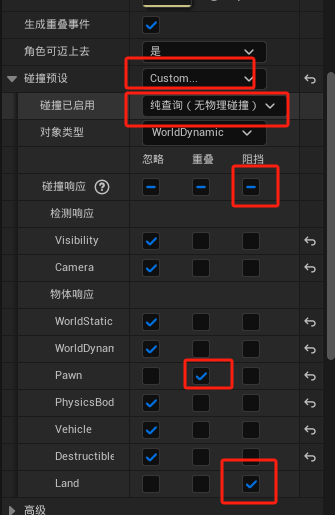 生成重叠事件
角色可迈上去 是
碰撞预设 Custom...
碰撞已启用 纯查询（无物理碰撞）
对象类型 WorldDynamic
忽略 重叠 阻挡
碰撞响应 ?
检测响应
Visibility
Camera
物体响应
WorldStatic
WorldDynam
Pawn
PhysicsBod
Vehicle
Destructible
Land
高级